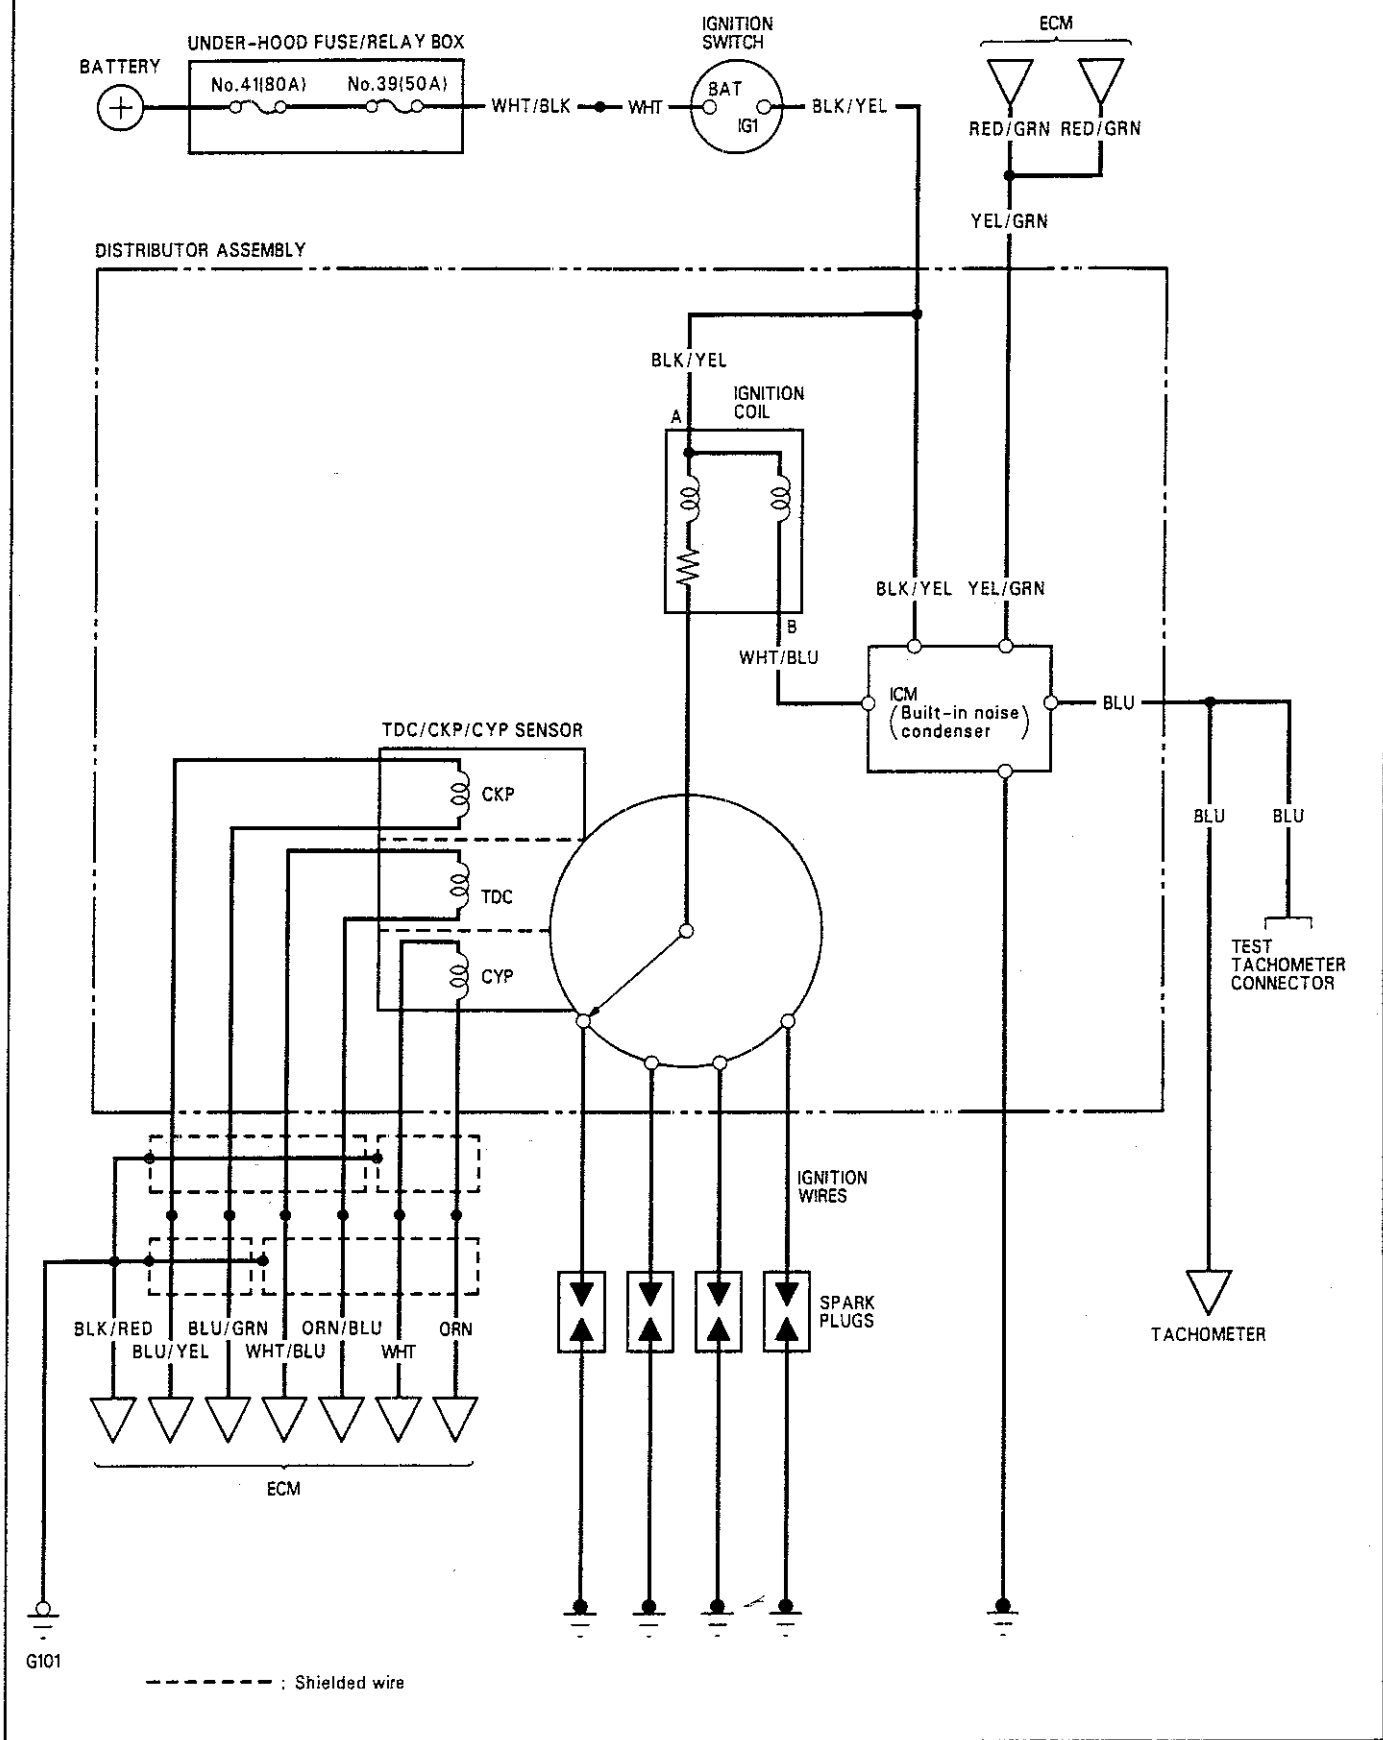 IGNITION
SWITCH
ECM
UNDER-HOOD FUSE/RELAY BOX
BATTERY
No.41(80A)
No.39(50A)
+
WHT/BLK
WHT
BAT
IG1
BLK/YEL
RED/GRN
RED/GRN
YEL/GRN
DISTRIBUTOR ASSEMBLY
BLK/YEL
IGNITION
COIL
A
BLK/YEL
YEL/GRN
B
WHT/BLU
ICM
(Built-in noise
condenser)
BLU
TDC/CKP/CYP SENSOR
CKP
TDC
CYP
BLU
BLU
TEST
TACHOMETER
CONNECTOR
IGNITION
WIRES
BLK/RED
BLU/GRN
ORN/BLU
ORN
BLU/YEL
WHT/BLU
WHT
SPARK
PLUGS
TACHOMETER
ECM
G101
: Shielded wire